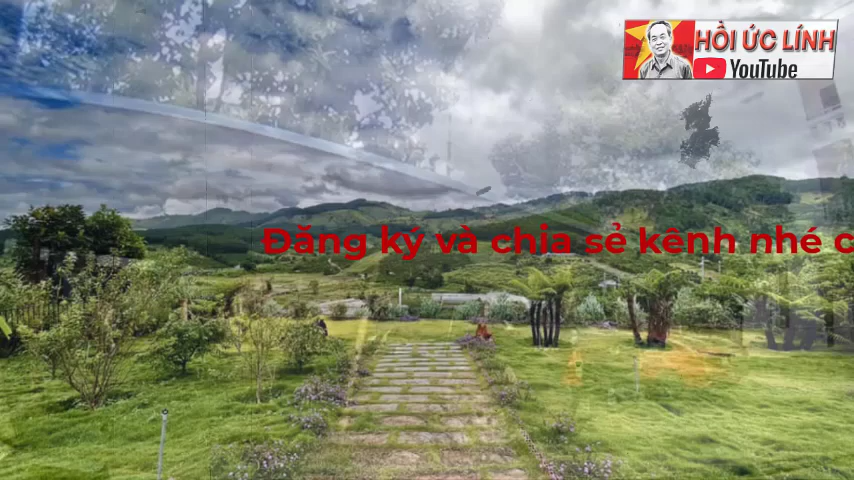 HỒI ỨC LÍNH
YouTube
Đăng ký và chia sẻ kênh nhé